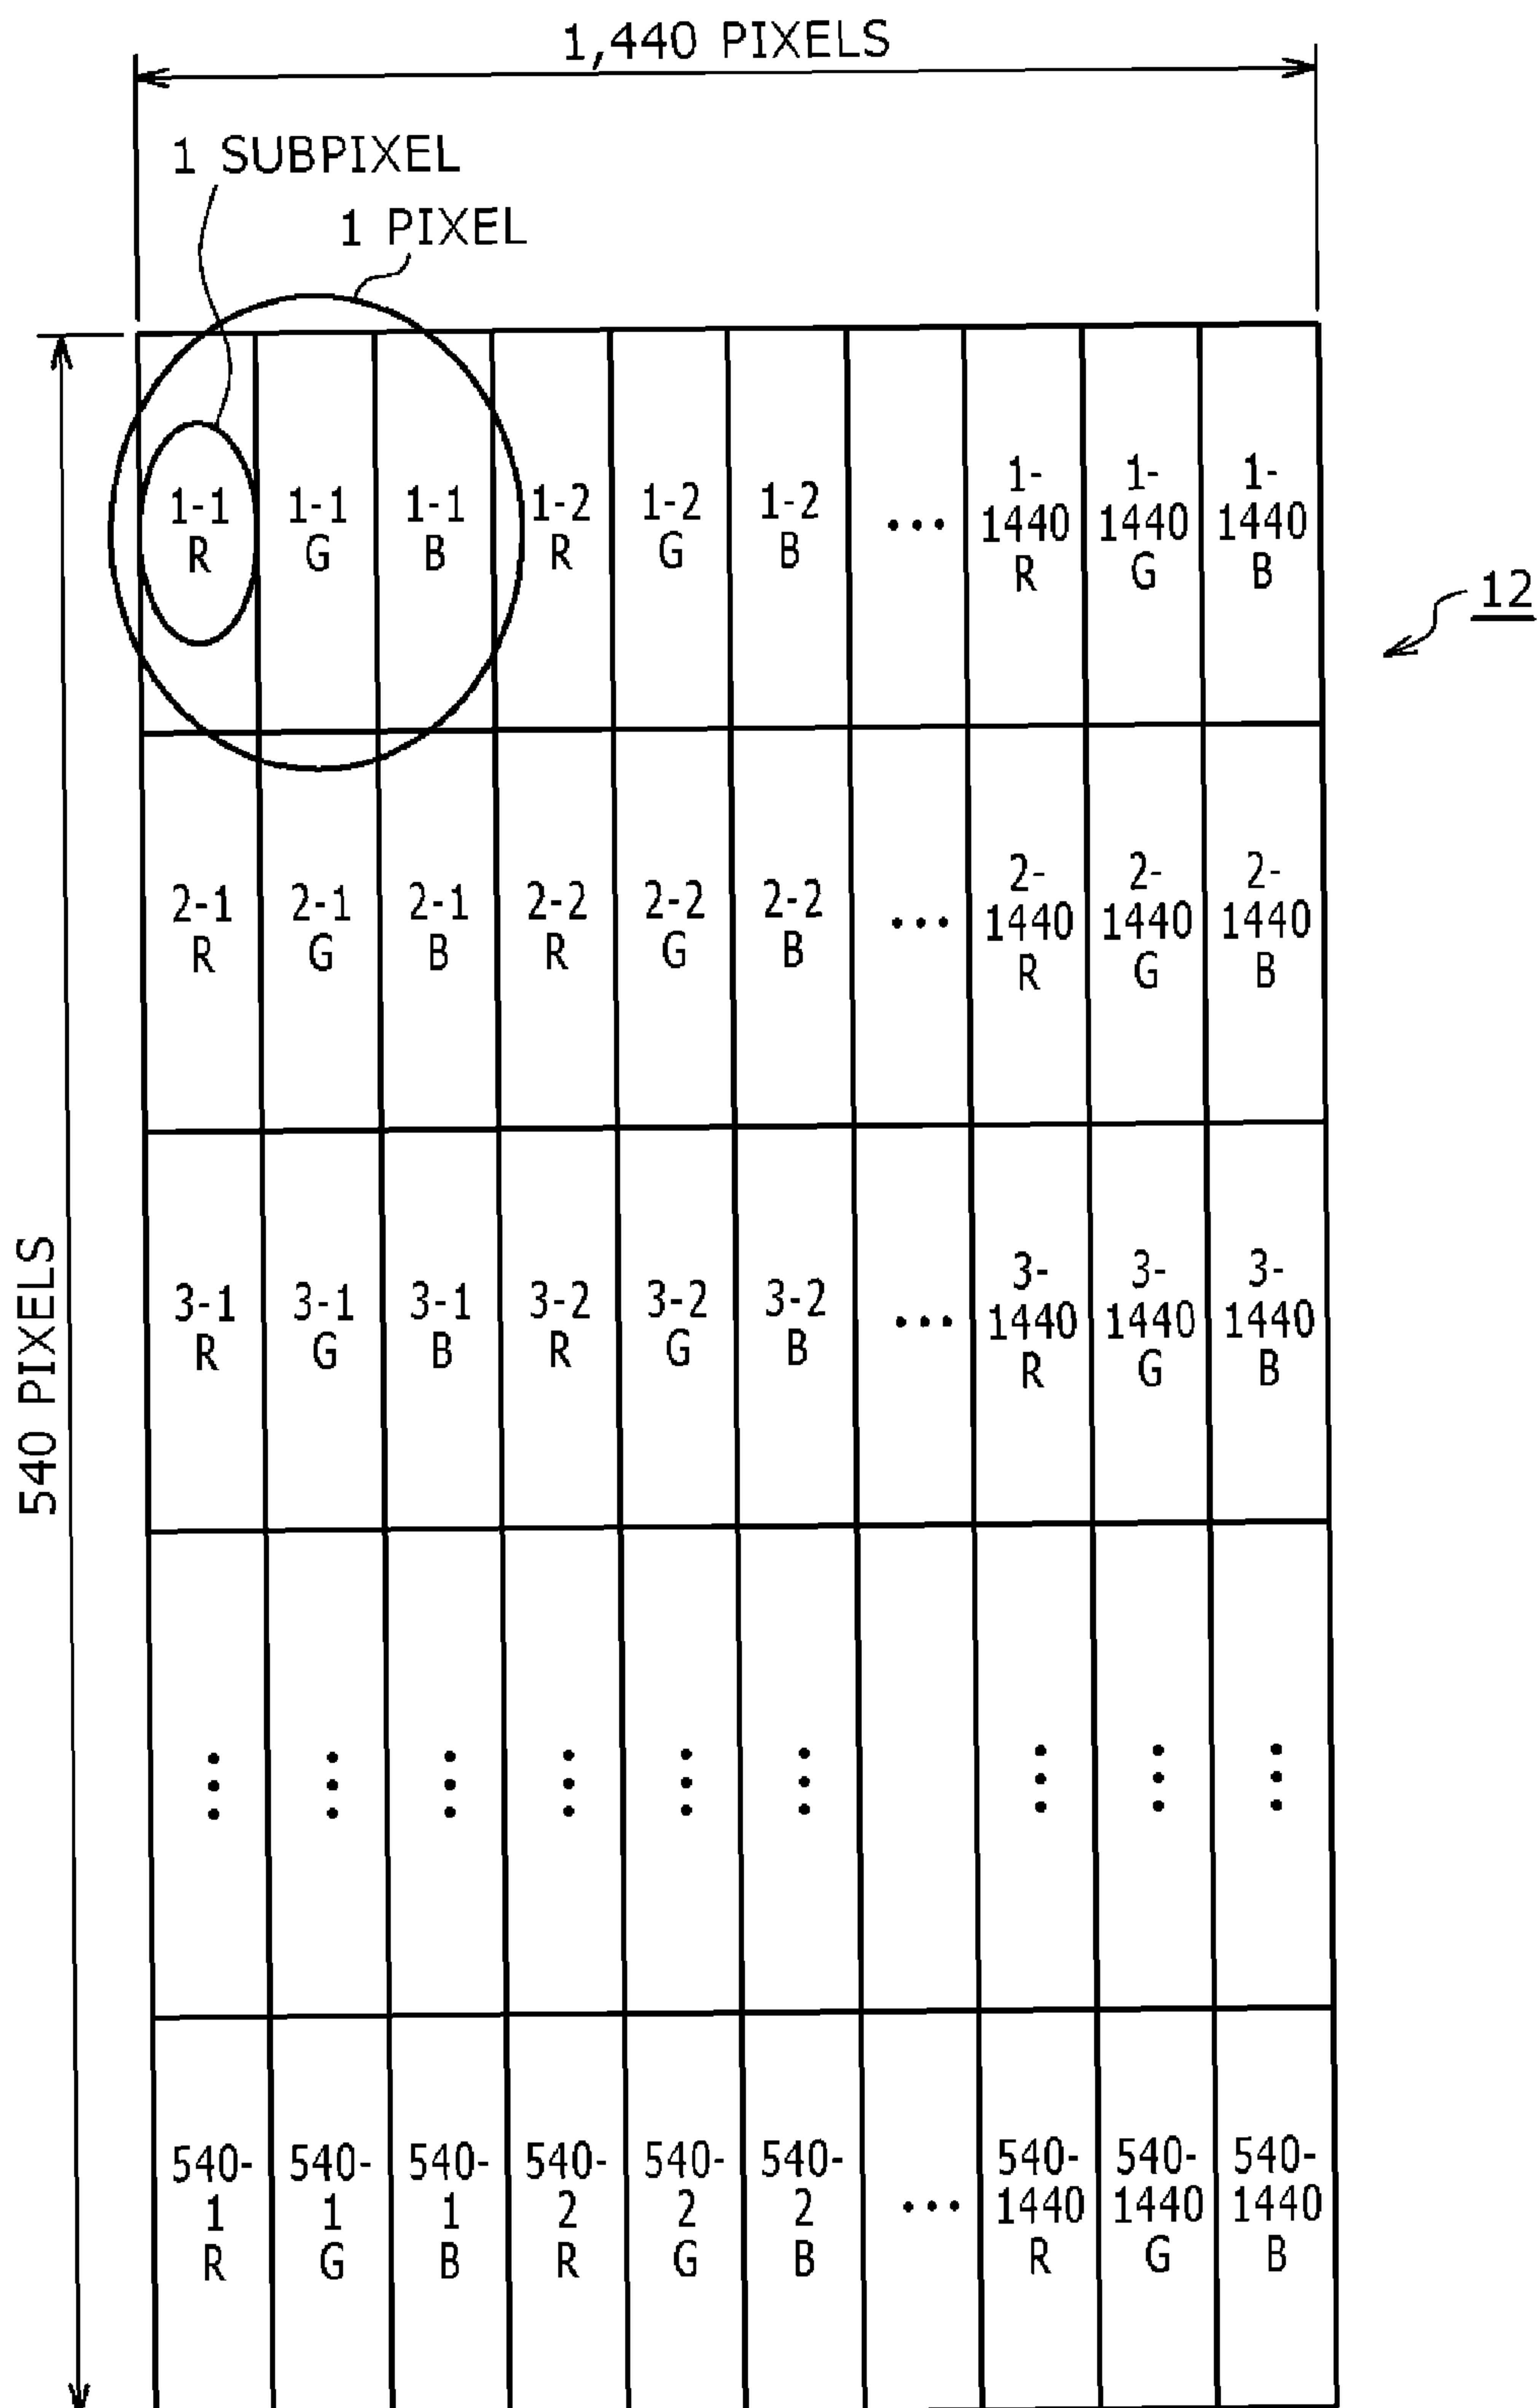 1,440 PIXELS
1 SUBPIXEL
1 PIXEL
540 PIXELS
12
1-1 R
1-1 G
1-1 B
1-2 R
1-2 G
1-2 B
...
1-1440 R
1-1440 G
1-1440 B
2-1 R
2-1 G
2-1 B
2-2 R
2-2 G
2-2 B
...
2-1440 R
2-1440 G
2-1440 B
3-1 R
3-1 G
3-1 B
3-2 R
3-2 G
3-2 B
...
3-1440 R
3-1440 G
3-1440 B
540-1 R
540-1 G
540-1 B
540-2 R
540-2 G
540-2 B
...
540-1440 R
540-1440 G
540-1440 B